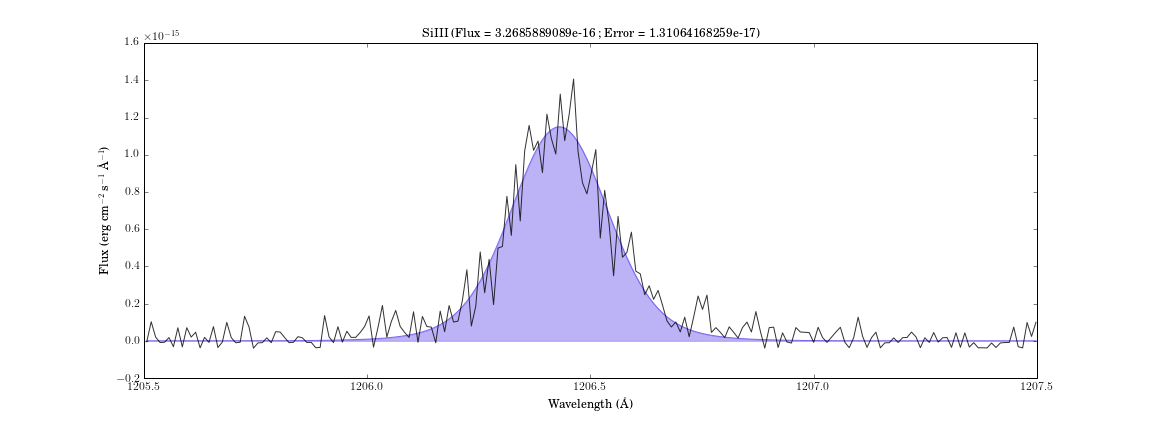 SiIII (Flux = 3.2685889089e-16 ; Error = 1.31064168259e-17)
×10⁻¹⁵
1.6
1.4
1.2
1.0
0.8
0.6
0.4
0.2
0.0
−0.2
Flux (erg cm⁻² s⁻¹ Å⁻¹)
1205.5 1206.0 1206.5 1207.0 1207.5
Wavelength (Å)